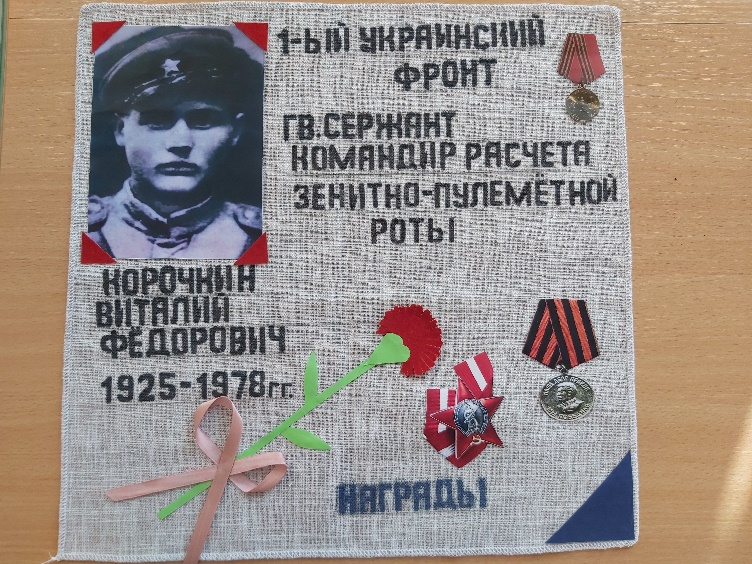 1-ЫЙ УКРАИНСКИЙ
ФРОНТ
ГВ.СЕРЖАНТ
КОМАНДИР РАСЧЕТА
ЗЕНИТНО-ПУЛЕМЁТНОЙ
РОТЫ
КОРОЧКИН
ВИТАЛИЙ
ФЁДОРОВИЧ
1925-1978гг.
НАГРАДЫ